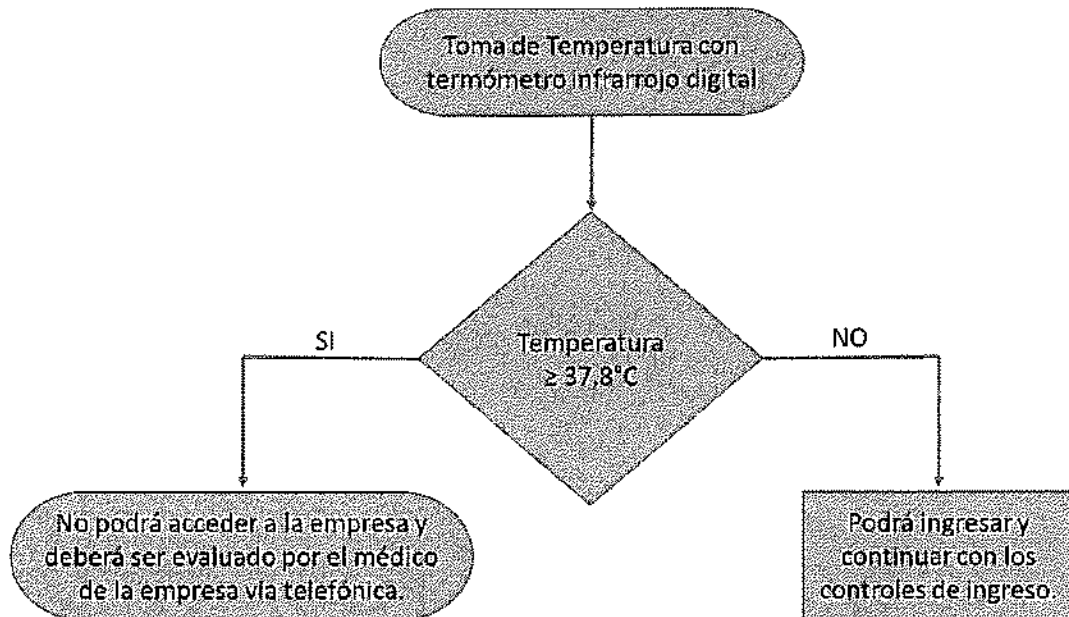 Toma de Temperatura con
termómetro infrarrojo digital
SI
Temperatura
≥ 37,8°C
NO
No podrá acceder a la empresa y
deberá ser evaluado por el médico
de la empresa vía telefónica.
Podrá ingresar y
continuar con los
controles de ingreso.